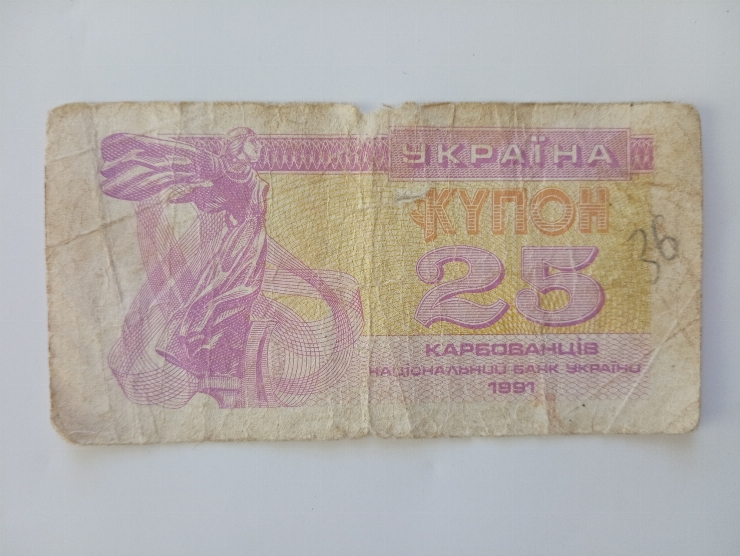 УКРАЇНА
КУПОН
25
36
КАРБОВАНЦІВ
НАЦІОНАЛЬНИЙ БАНК УКРАЇНИ
1991